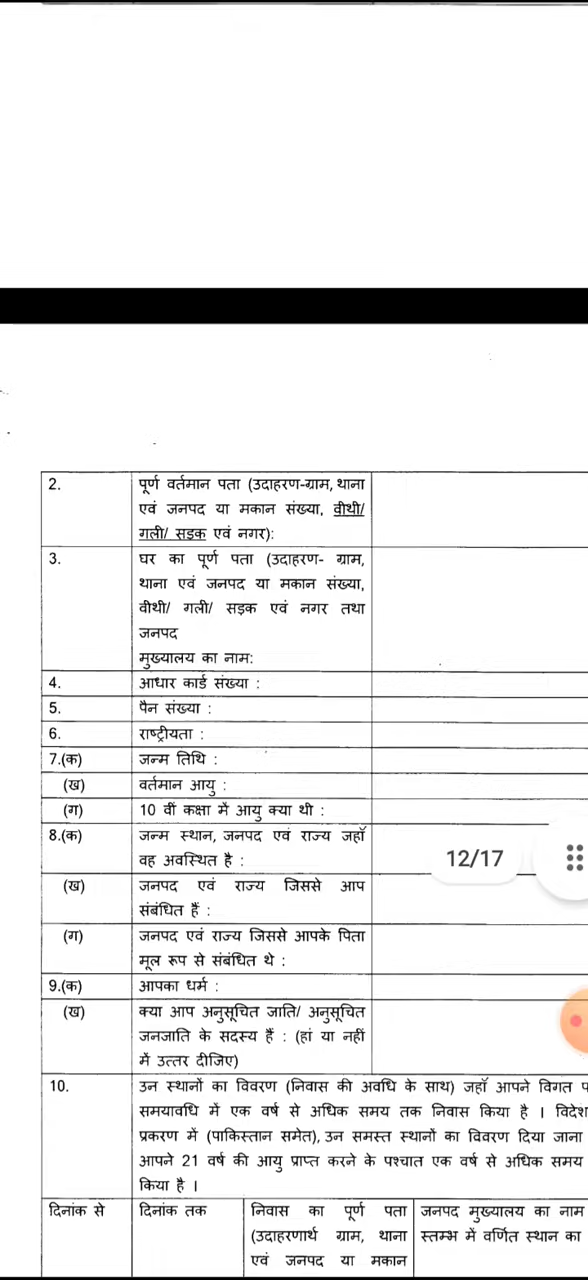 2. पूर्ण वर्तमान पता (उदाहरण-ग्राम, थाना
एवं जनपद या मकान संख्या, वीथी/
गली/ सड़क एवं नगर):
3. घर का पूर्ण पता (उदाहरण- ग्राम,
थाना एवं जनपद या मकान संख्या,
वीथी/ गली/ सड़क एवं नगर तथा
जनपद
मुख्यालय का नाम:
4. आधार कार्ड संख्या :
5. पैन संख्या :
6. राष्ट्रीयता :
7.(क) जन्म तिथि :
(ख) वर्तमान आयु :
(ग) 10 वीं कक्षा में आयु क्या थी :
8.(क) जन्म स्थान, जनपद एवं राज्य जहाँ
वह अवस्थित है :
12/17
(ख) जनपद एवं राज्य जिससे आप
संबंधित हैं :
(ग) जनपद एवं राज्य जिससे आपके पिता
मूल रूप से संबंधित थे :
9.(क) आपका धर्म :
(ख) क्या आप अनुसूचित जाति/ अनुसूचित
जनजाति के सदस्य हैं : (हां या नहीं
में उत्तर दीजिए)
10. उन स्थानों का विवरण (निवास की अवधि के साथ) जहाँ आपने विगत
समयावधि में एक वर्ष से अधिक समय तक निवास किया है । विदेश
प्रकरण में (पाकिस्तान समेत), उन समस्त स्थानों का विवरण दिया जाना
आपने 21 वर्ष की आयु प्राप्त करने के पश्चात एक वर्ष से अधिक समय
किया है ।
दिनांक से दिनांक तक निवास का पूर्ण पता जनपद मुख्यालय का नाम
(उदाहरणार्थ ग्राम, थाना स्तम्भ में वर्णित स्थान का
एवं जनपद या मकान